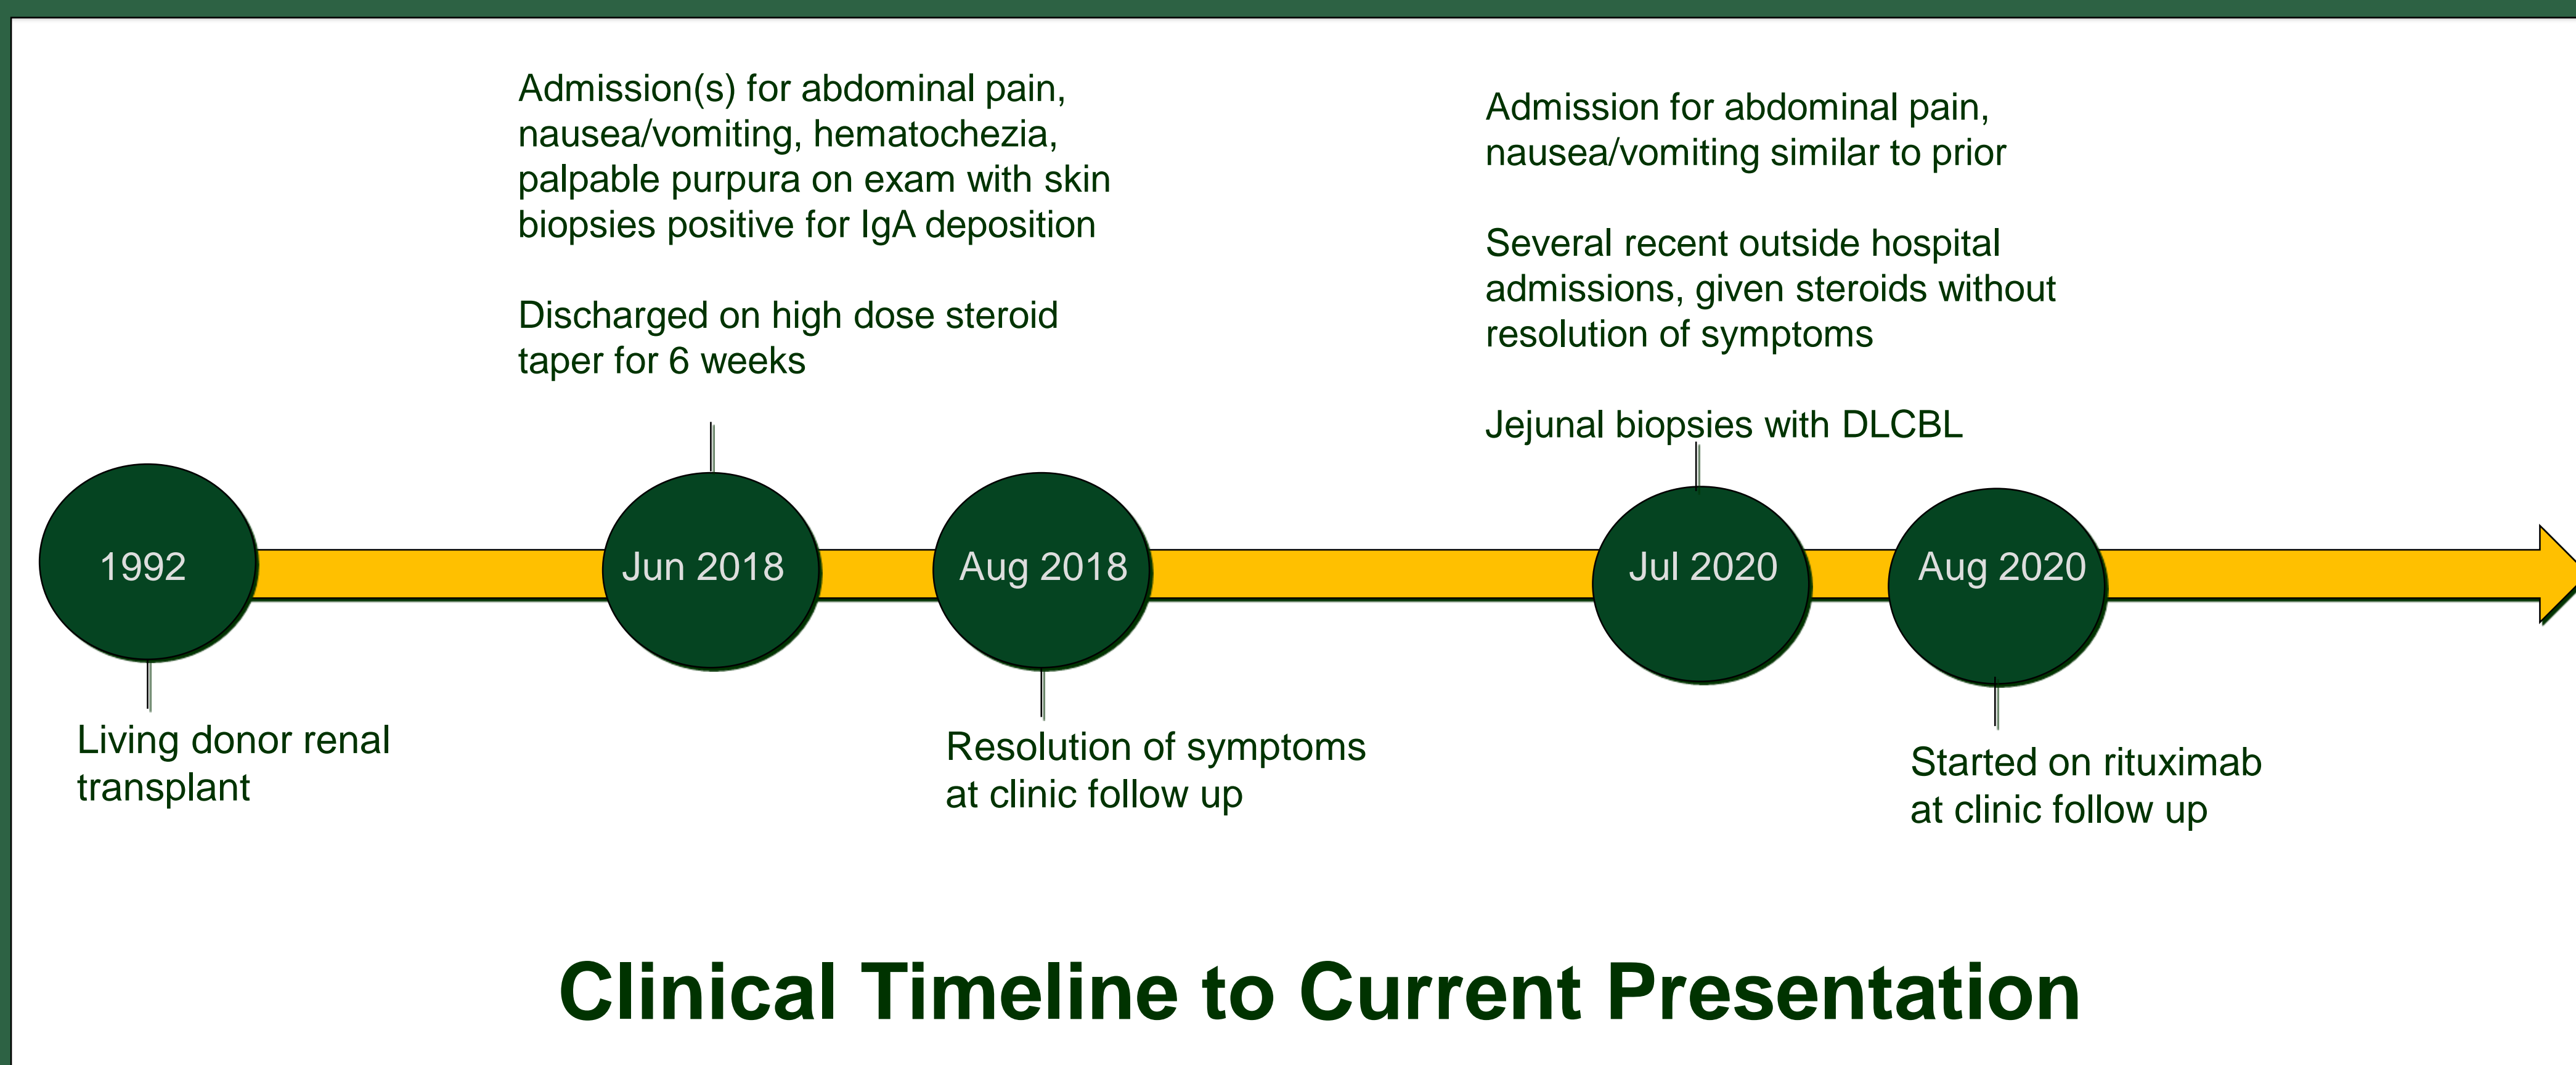 Admission(s) for abdominal pain,
nausea/vomiting, hematochezia,
palpable purpura on exam with skin
biopsies positive for IgA deposition
Discharged on high dose steroid
taper for 6 weeks
Admission for abdominal pain,
nausea/vomiting similar to prior
Several recent outside hospital
admissions, given steroids without
resolution of symptoms
Jejunal biopsies with DLCBL
1992
Jun 2018
Aug 2018
Jul 2020
Aug 2020
Living donor renal
transplant
Resolution of symptoms
at clinic follow up
Started on rituximab
at clinic follow up
Clinical Timeline to Current Presentation